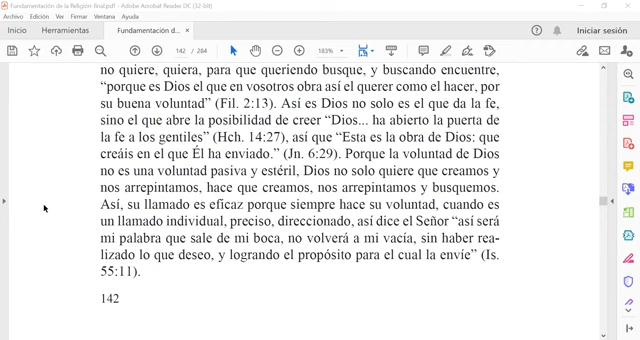 Fundamentación de la Religión final.pdf - Adobe Acrobat Reader DC (32-bit)
Archivo Edición Ver Firmar Ventana Ayuda
Inicio Herramientas Fundamentación d... × Iniciar sesión
142 / 284 183%
no quiere, quiera, para que queriendo busque, y buscando encuentre,
“porque es Dios el que en vosotros obra así el querer como el hacer, por
su buena voluntad” (Fil. 2:13). Así es Dios no solo es el que da la fe,
sino el que abre la posibilidad de creer “Dios... ha abierto la puerta de
la fe a los gentiles” (Hch. 14:27), así que “Esta es la obra de Dios: que
creáis en el que Él ha enviado.” (Jn. 6:29). Porque la voluntad de Dios
no es una voluntad pasiva y estéril, Dios no solo quiere que creamos y
nos arrepintamos, hace que creamos, nos arrepintamos y busquemos.
Así, su llamado es eficaz porque siempre hace su voluntad, cuando es
un llamado individual, preciso, direccionado, así dice el Señor “así será
mi palabra que sale de mi boca, no volverá a mi vacía, sin haber rea-
lizado lo que deseo, y logrando el propósito para el cual la envíe” (Is.
55:11).
142